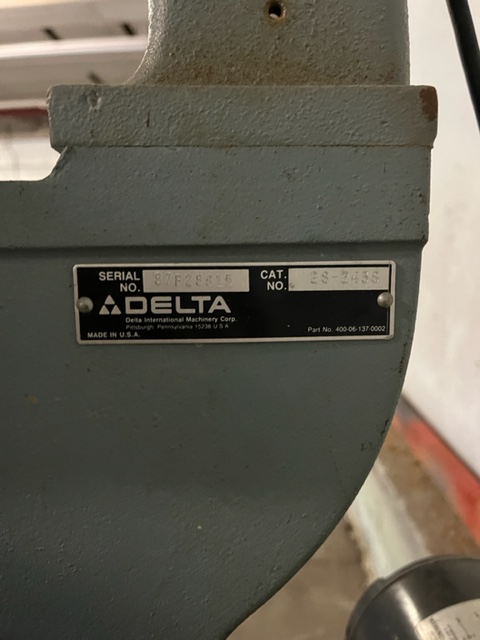 SERIAL NO.
CAT. NO. 28-243S
DELTA
Delta International Machinery Corp.
Pittsburgh Pennsylvania 15238 U S A
MADE IN U.S.A.
Part No. 400-06-137-0002